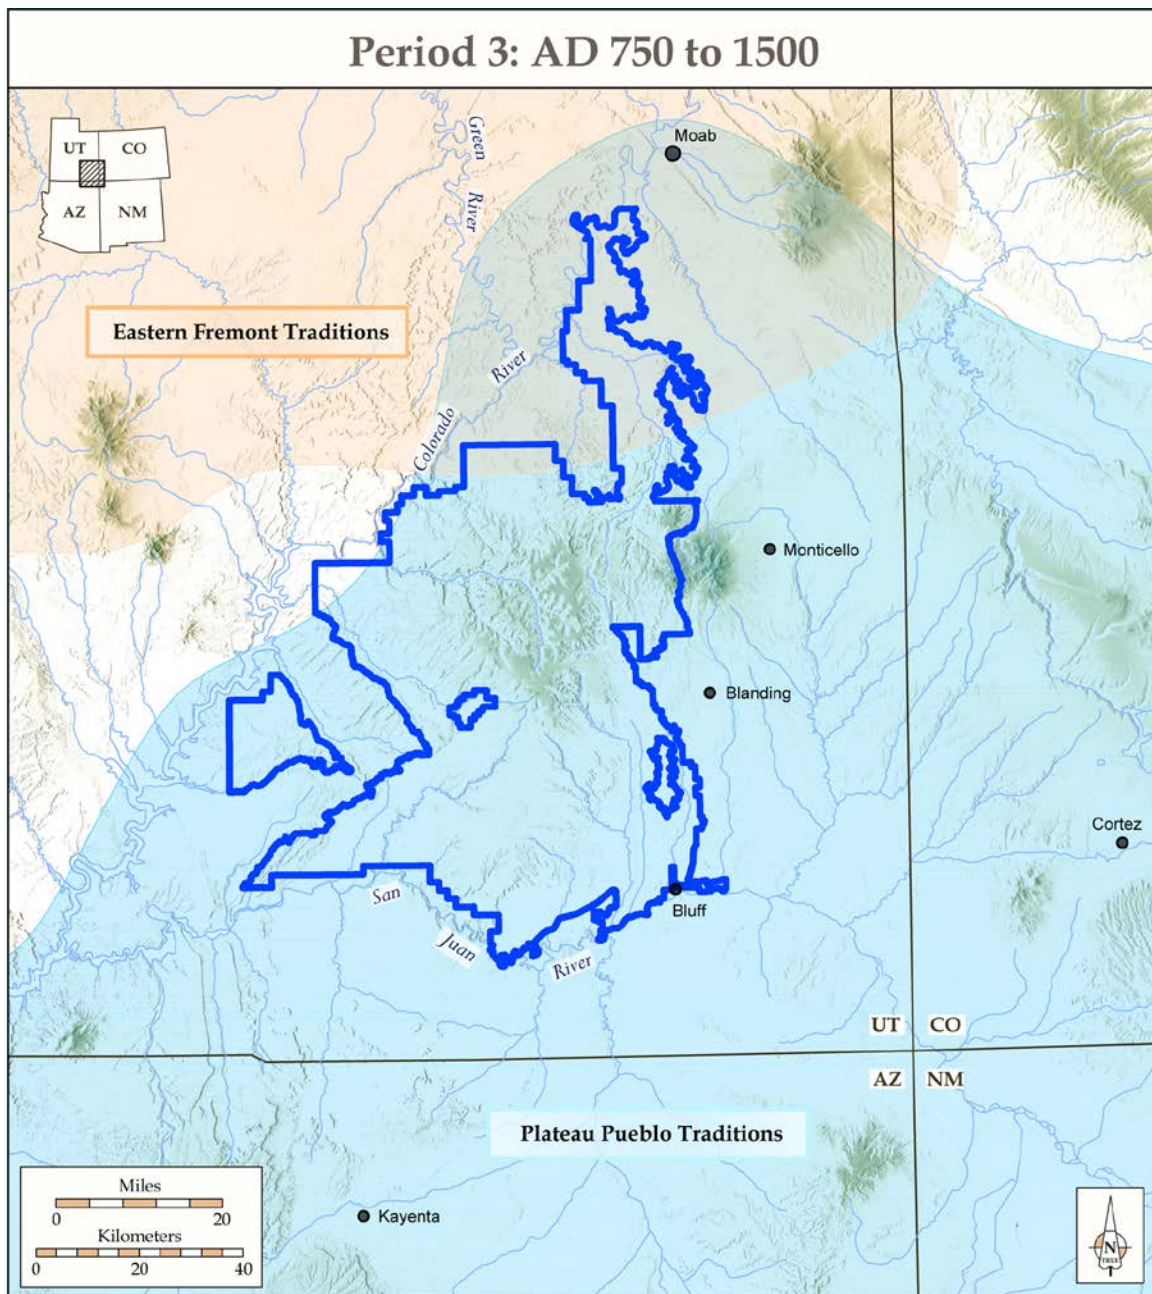 Period 3: AD 750 to 1500
UT
CO
AZ
NM
Green
River
Moab
Eastern Fremont Traditions
River
Colorado
Monticello
Blanding
Cortez
San
Juan
River
Bluff
UT
CO
AZ
NM
Plateau Pueblo Traditions
Kayenta
Miles
0
20
Kilometers
0
20
40
N
TRUE